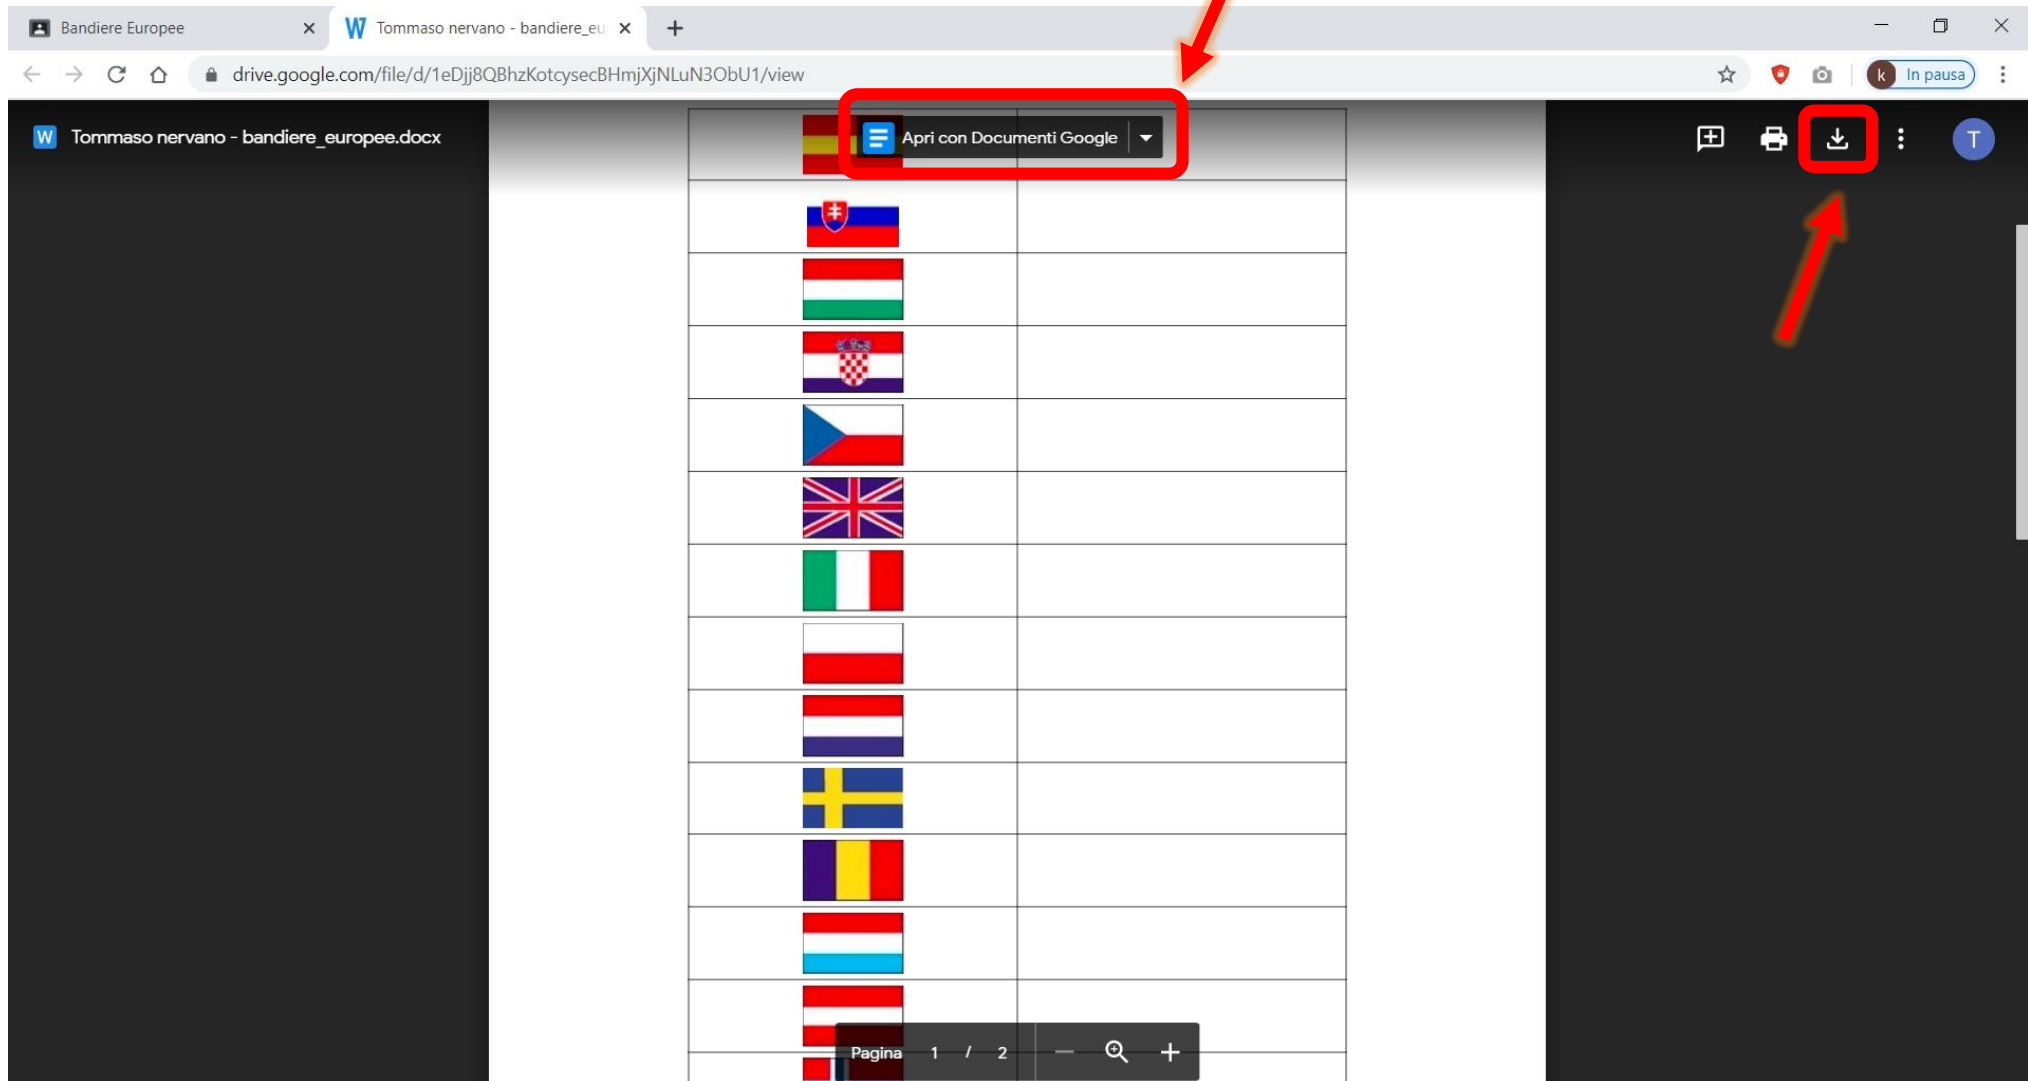 Bandiere Europee
Tommaso nervano - bandiere_eu
drive.google.com/file/d/1eDjj8QBhzKotcysecBHmjXjNLuN3ObU1/view
k In pausa
W Tommaso nervano - bandiere_europee.docx
Apri con Documenti Google
T
Pagina 1 / 2